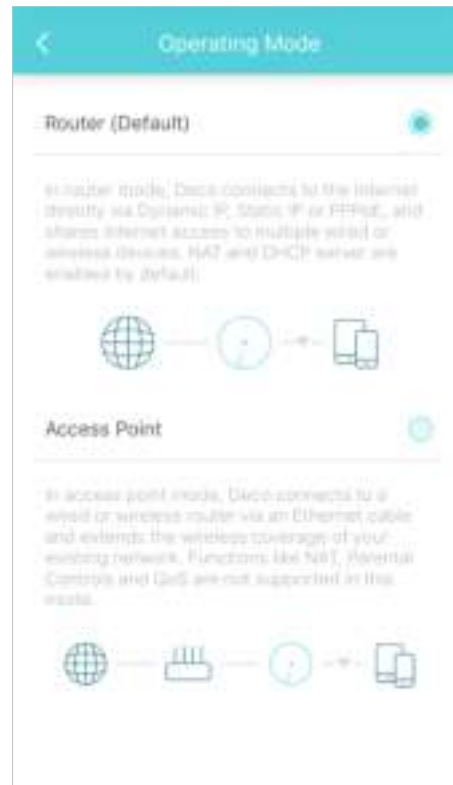 Operating Mode
Router (Default)
In router mode, Deco connects to the Internet
directly via Dynamic IP, Static IP or PPPoE, and
shares internet access to multiple wired or
wireless devices. NAT and DHCP server are
enabled by default.
Access Point
In access point mode, Deco connects to a
wired or wireless router via an Ethernet cable
and extends the wireless coverage of your
existing network. Functions like NAT, Parental
Controls and QoS are not supported in this
mode.